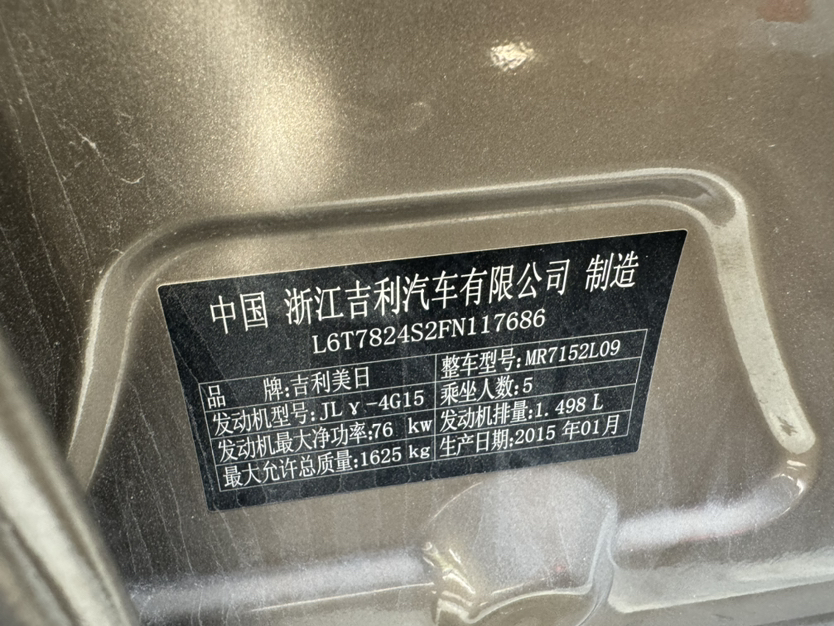 中国 浙江吉利汽车有限公司 制造
L6T7824S2FN117686
品 牌:吉利美日 整车型号:MR7152L09
发动机型号:JLγ-4G15 乘坐人数:5
发动机最大净功率:76 kw 发动机排量:1.498 L
最大允许总质量:1625 kg 生产日期:2015 年01月